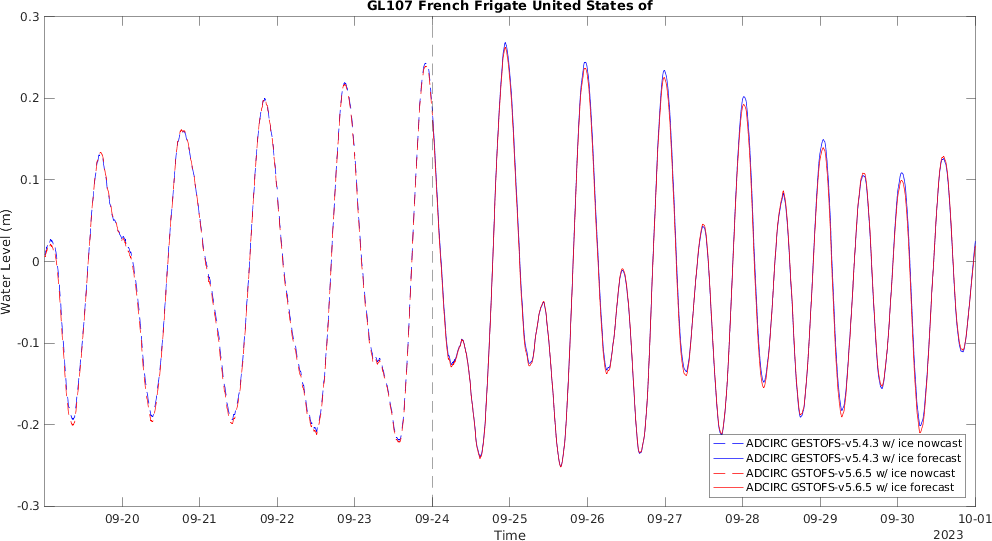 GL107 French Frigate United States of
0.3
0.2
0.1
0
-0.1
-0.2
-0.3
Water Level (m)
09-20 09-21 09-22 09-23 09-24 09-25 09-26 09-27 09-28 09-29 09-30 10-01
Time
2023
ADCIRC GESTOFS-v5.4.3 w/ ice nowcast
ADCIRC GESTOFS-v5.4.3 w/ ice forecast
ADCIRC GSTOFS-v5.6.5 w/ ice nowcast
ADCIRC GSTOFS-v5.6.5 w/ ice forecast